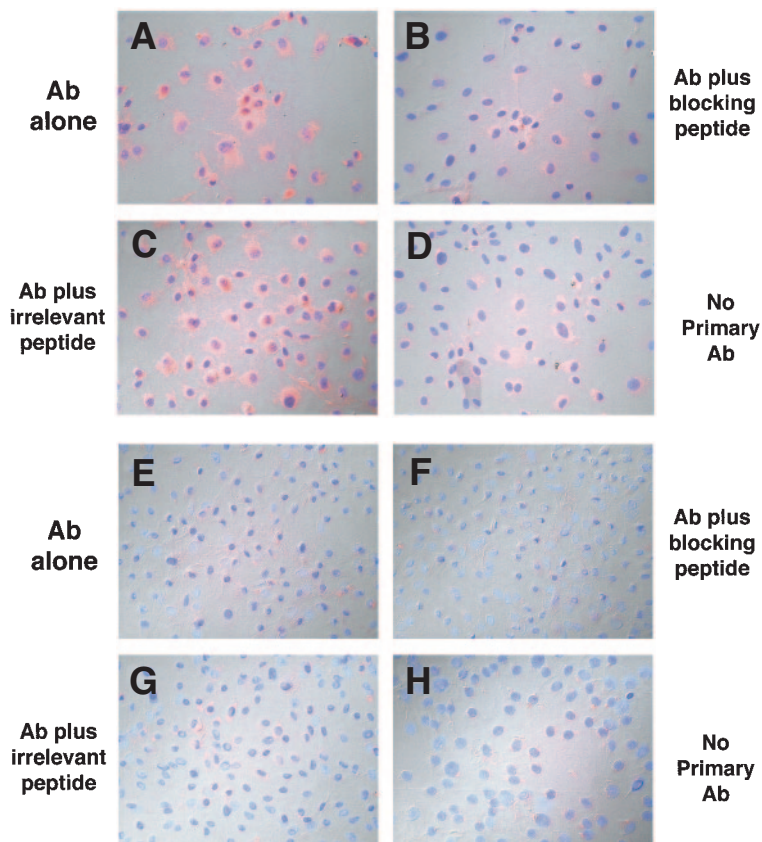 A
B
Ab
alone
Ab plus
blocking
peptide
C
D
Ab plus
irrelevant
peptide
No
Primary
Ab
E
F
Ab
alone
Ab plus
blocking
peptide
G
H
Ab plus
irrelevant
peptide
No
Primary
Ab